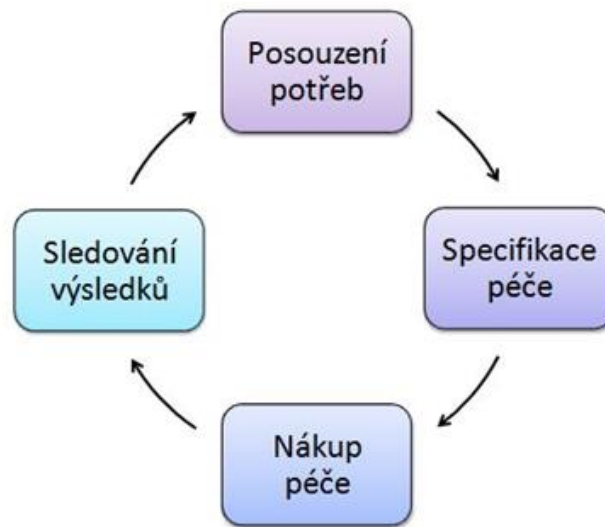 Posouzení
potřeb
Specifikace
péče
Nákup
péče
Sledování
výsledků